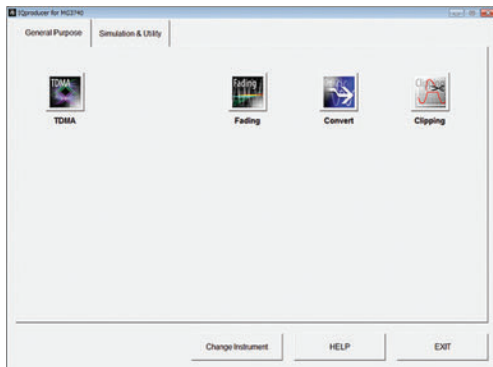 IQproducer for MG3740
General Purpose
Simulation & Utility
TDMA
Fading
TDMA
Fading
Convert
Clipping
Change Instrument
HELP
EXIT